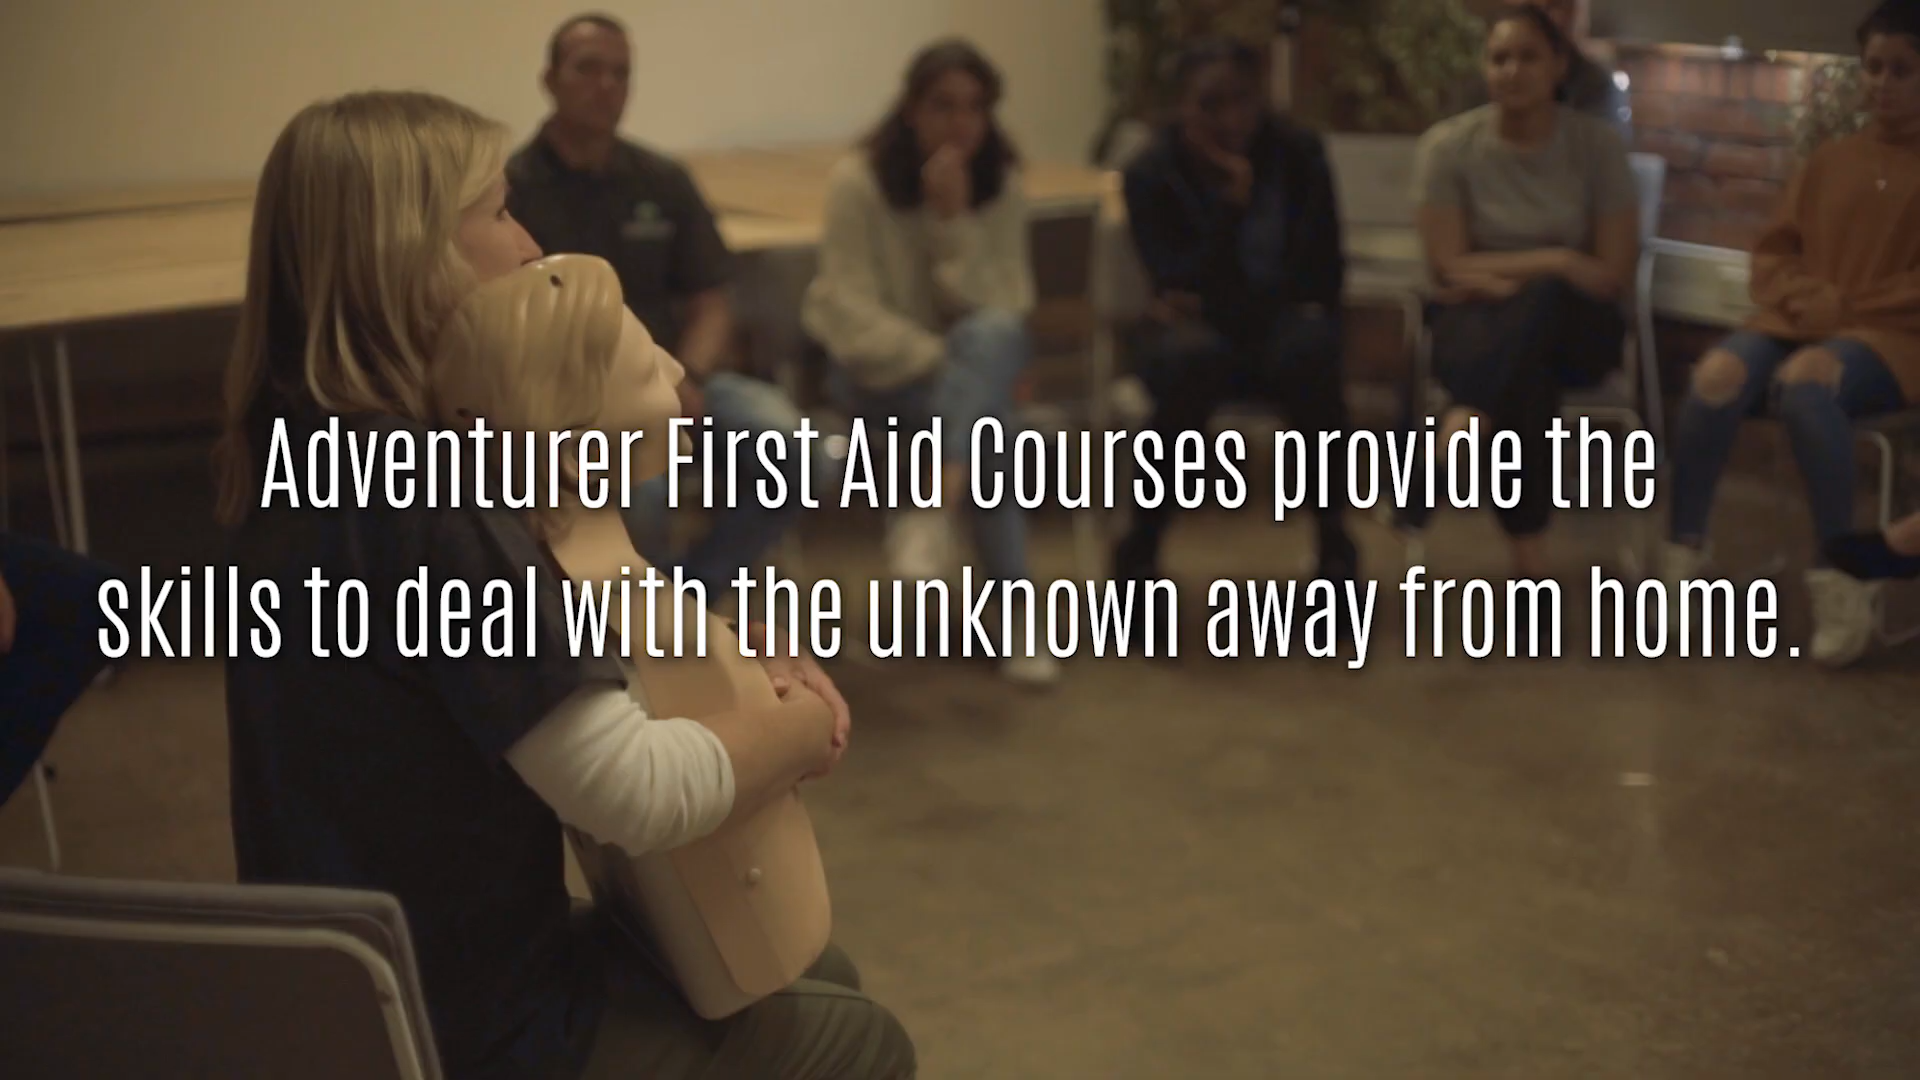 Adventurer First Aid Courses provide the
skills to deal with the unknown away from home.